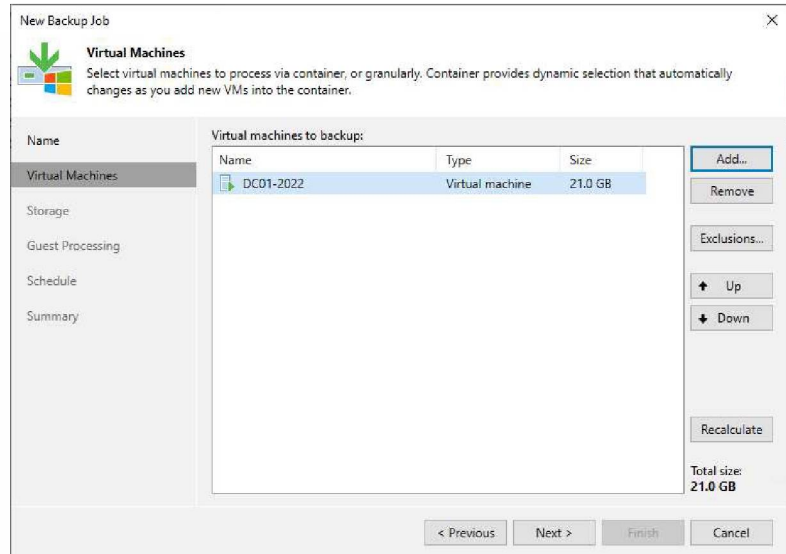 New Backup Job
Virtual Machines
Select virtual machines to process via container, or granularly. Container provides dynamic selection that automatically
changes as you add new VMs into the container.
Name
Virtual Machines
Storage
Guest Processing
Schedule
Summary
Virtual machines to backup:
Name Type Size
DC01-2022 Virtual machine 21.0 GB
Add...
Remove
Exclusions...
Up
Down
Recalculate
Total size:
21.0 GB
< Previous Next > Finish Cancel